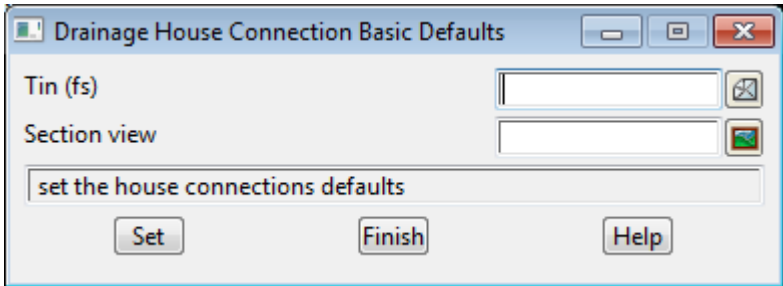 Drainage House Connection Basic Defaults
Tin (fs)
Section view
set the house connections defaults
Set Finish Help